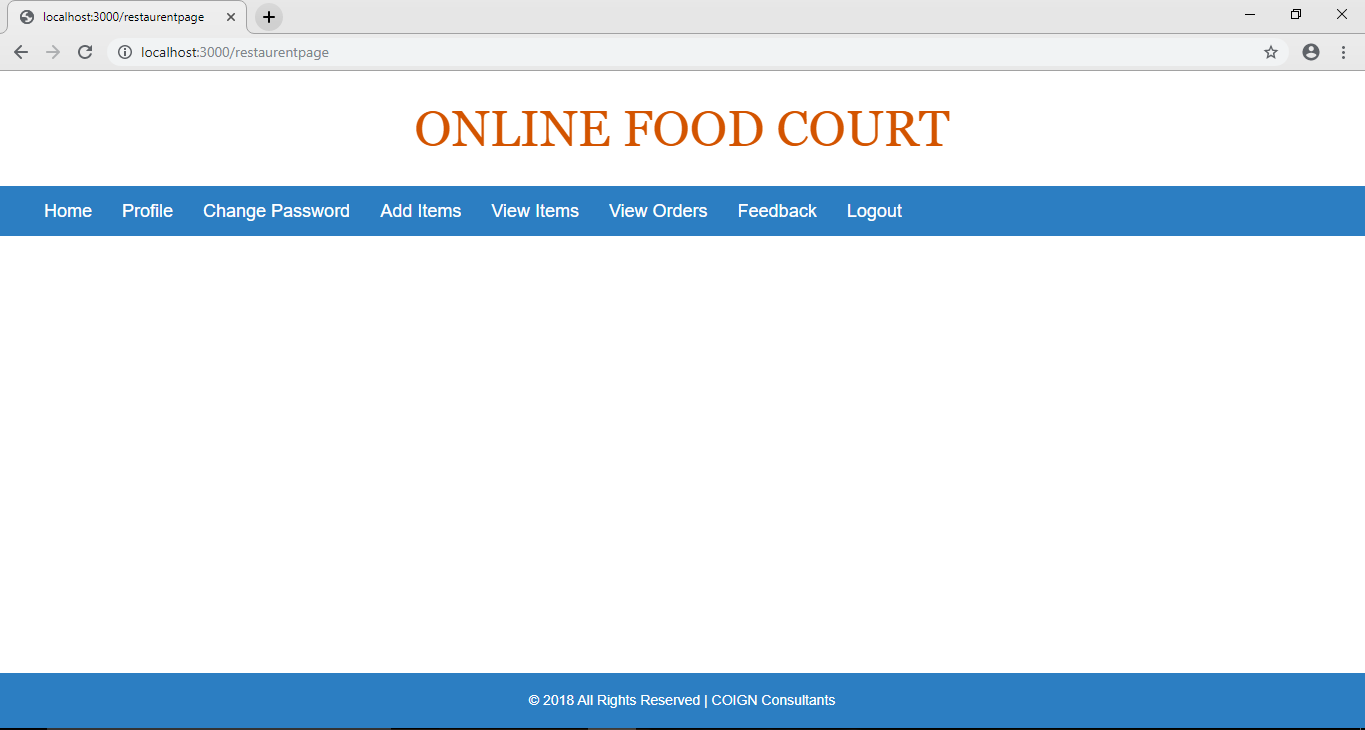 localhost:3000/restaurentpage
localhost:3000/restaurentpage
ONLINE FOOD COURT
Home Profile Change Password Add Items View Items View Orders Feedback Logout
© 2018 All Rights Reserved | COIGN Consultants